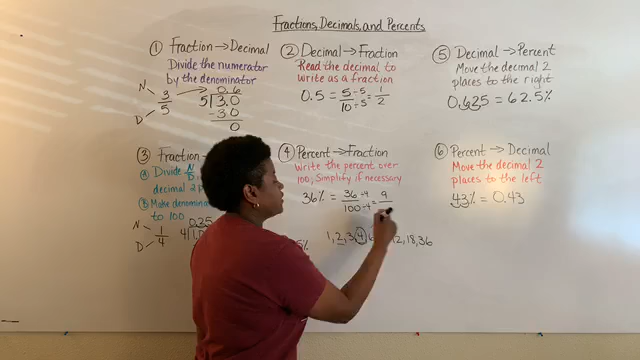 Fractions, Decimals, and Percents
① Fraction → Decimal
Divide the numerator
by the denominator
N 3 0.6
D 5 5 3.0
-30
0
② Decimal → Fraction
Read the decimal to
write as a fraction
0.5 = 5 ÷5 = 1
10 ÷5 2
⑤ Decimal → Percent
Move the decimal 2
places to the right
0.625 = 62.5%
③ Fraction
ⓐ Divide N/D
decimal 2
ⓑ Make
to 100
N 1 0.25
D 4 4
④ Percent → Fraction
Write the percent over
100, Simplify if necessary
36% = 36 ÷4 = 9
100 ÷4
1, 2, 3, 4, 6 12, 18, 36
⑥ Percent → Decimal
Move the decimal 2
places to the left
43% = 0.43